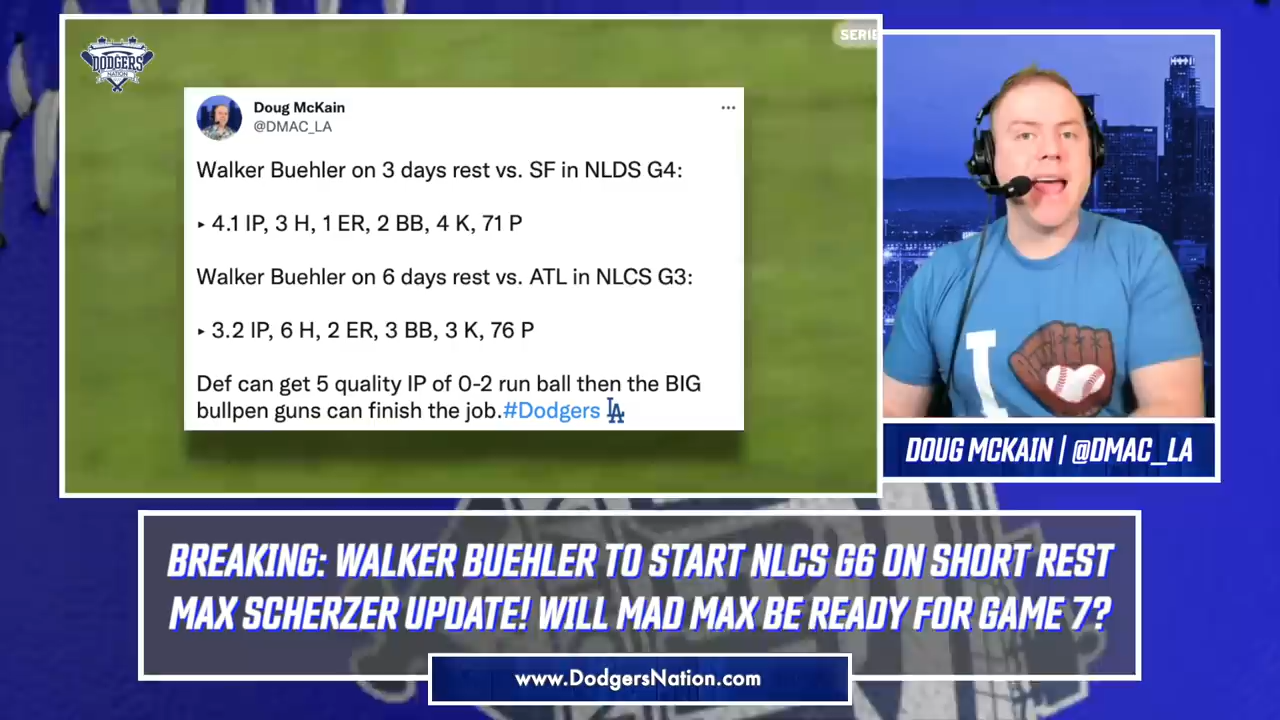 SERIE
DODGERS
NATION
Doug McKain
@DMAC_LA
Walker Buehler on 3 days rest vs. SF in NLDS G4:
▸ 4.1 IP, 3 H, 1 ER, 2 BB, 4 K, 71 P
Walker Buehler on 6 days rest vs. ATL in NLCS G3:
▸ 3.2 IP, 6 H, 2 ER, 3 BB, 3 K, 76 P
Def can get 5 quality IP of 0-2 run ball then the BIG
bullpen guns can finish the job.#Dodgers LA
I
DOUG MCKAIN | @DMAC_LA
BREAKING: WALKER BUEHLER TO START NLCS G6 ON SHORT REST
MAX SCHERZER UPDATE! WILL MAD MAX BE READY FOR GAME 7?
www.DodgersNation.com